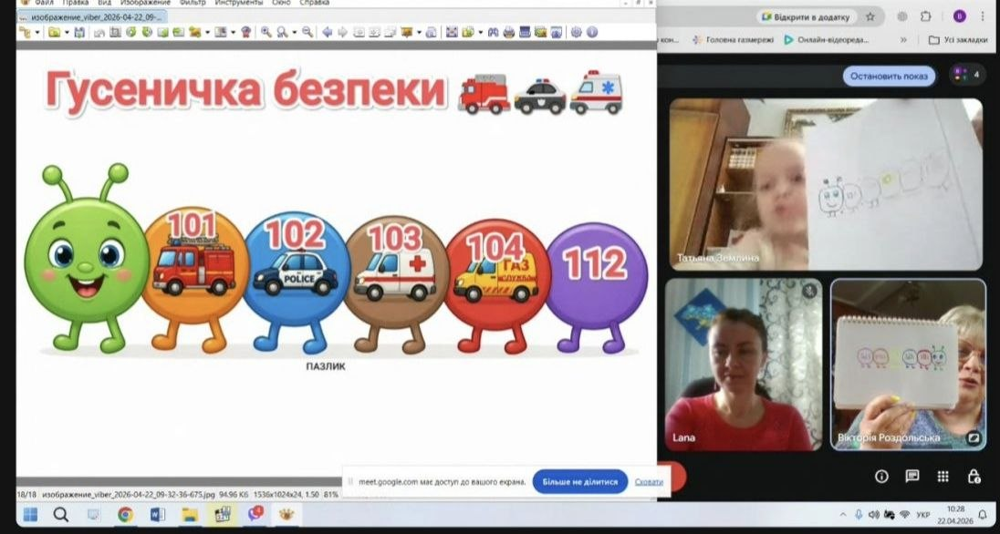 Файл Правка Вид Изображение Фильтр Инструменты Окно Справка
изображение_viber_2026-04-22_09-...
Відкрити в додатку
Головна газмережі
Онлайн-відеореда...
Усі закладки
Остановить показ
4
Гусеничка безпеки
101
102
POLICE
103
104
ГАЗ
СЛУЖБА
112
ПАЗЛИК
Татьяна Землина
Lana
Вікторія Роздольська
meet.google.com має доступ до вашого екрана.
Більше не ділитися
Сховати
18/18 изображение_viber_2026-04-22_09-32-36-675.jpg 94.96 КБ 1536x1024x24, 1.50 81%
УКР
10:28
22.04.2026